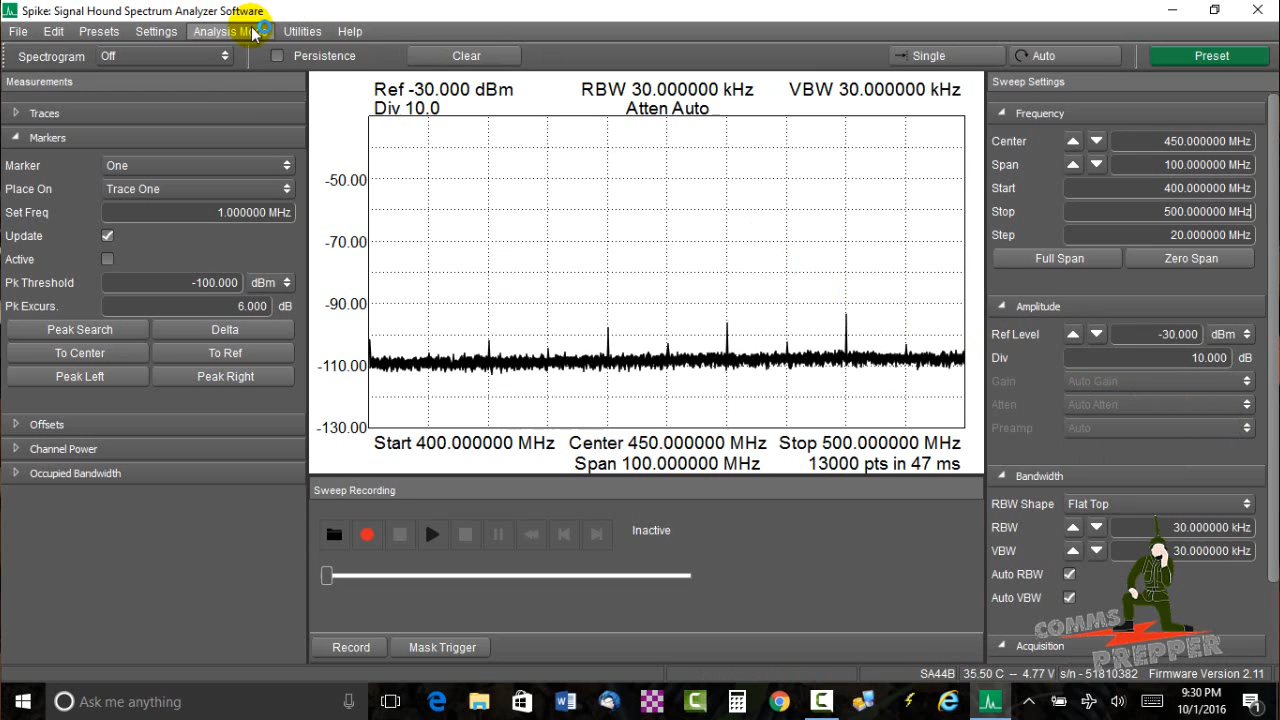 Spike: Signal Hound Spectrum Analyzer Software
File Edit Presets Settings Analysis Utilities Help
Spectrogram Off Persistence Clear Single Auto Preset
Measurements
Traces
Markers
Marker One
Place On Trace One
Set Freq 1.000000 MHz
Update
Active
Pk Threshold -100.000 dBm
Pk Excurs. 6.000 dB
Peak Search Delta
To Center To Ref
Peak Left Peak Right
Offsets
Channel Power
Occupied Bandwidth
Ref -30.000 dBm RBW 30.000000 kHz VBW 30.000000 kHz
Div 10.0 Atten Auto
-50.00
-70.00
-90.00
-110.00
-130.00
Start 400.000000 MHz Center 450.000000 MHz Stop 500.000000 MHz
Span 100.000000 MHz 13000 pts in 47 ms
Sweep Recording
Inactive
Record Mask Trigger
Sweep Settings
Frequency
Center 450.000000 MHz
Span 100.000000 MHz
Start 400.000000 MHz
Stop 500.000000 MHz
Step 20.000000 MHz
Full Span Zero Span
Amplitude
Ref Level -30.000 dBm
Div 10.000 dB
Gain Auto Gain
Atten Auto Atten
Preamp Auto
Bandwidth
RBW Shape Flat Top
RBW 30.000000 kHz
VBW 30.000000 kHz
Auto RBW
Auto VBW
Acquisition
COMMS
PREPPER
SA44B 35.50 C -- 4.77 V s/n - 51810382 Firmware Version 2.11
Ask me anything
9:30 PM
10/1/2016